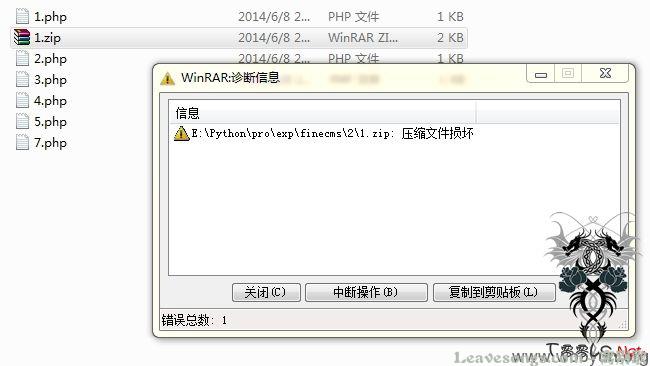 1.php 2014/6/8 2... PHP 文件 1 KB
1.zip 2014/6/8 2... WinRAR ZI... 2 KB
2.php 2014/6/8 2... PHP 文件 1 KB
3.php
4.php
5.php
7.php
WinRAR:诊断信息
信息
E:\Python\pro\exp\finecms\2\1.zip: 压缩文件损坏
关闭(C) 中断操作(B) 复制到剪贴板(L)
错误总数: 1
Leavesongs.com